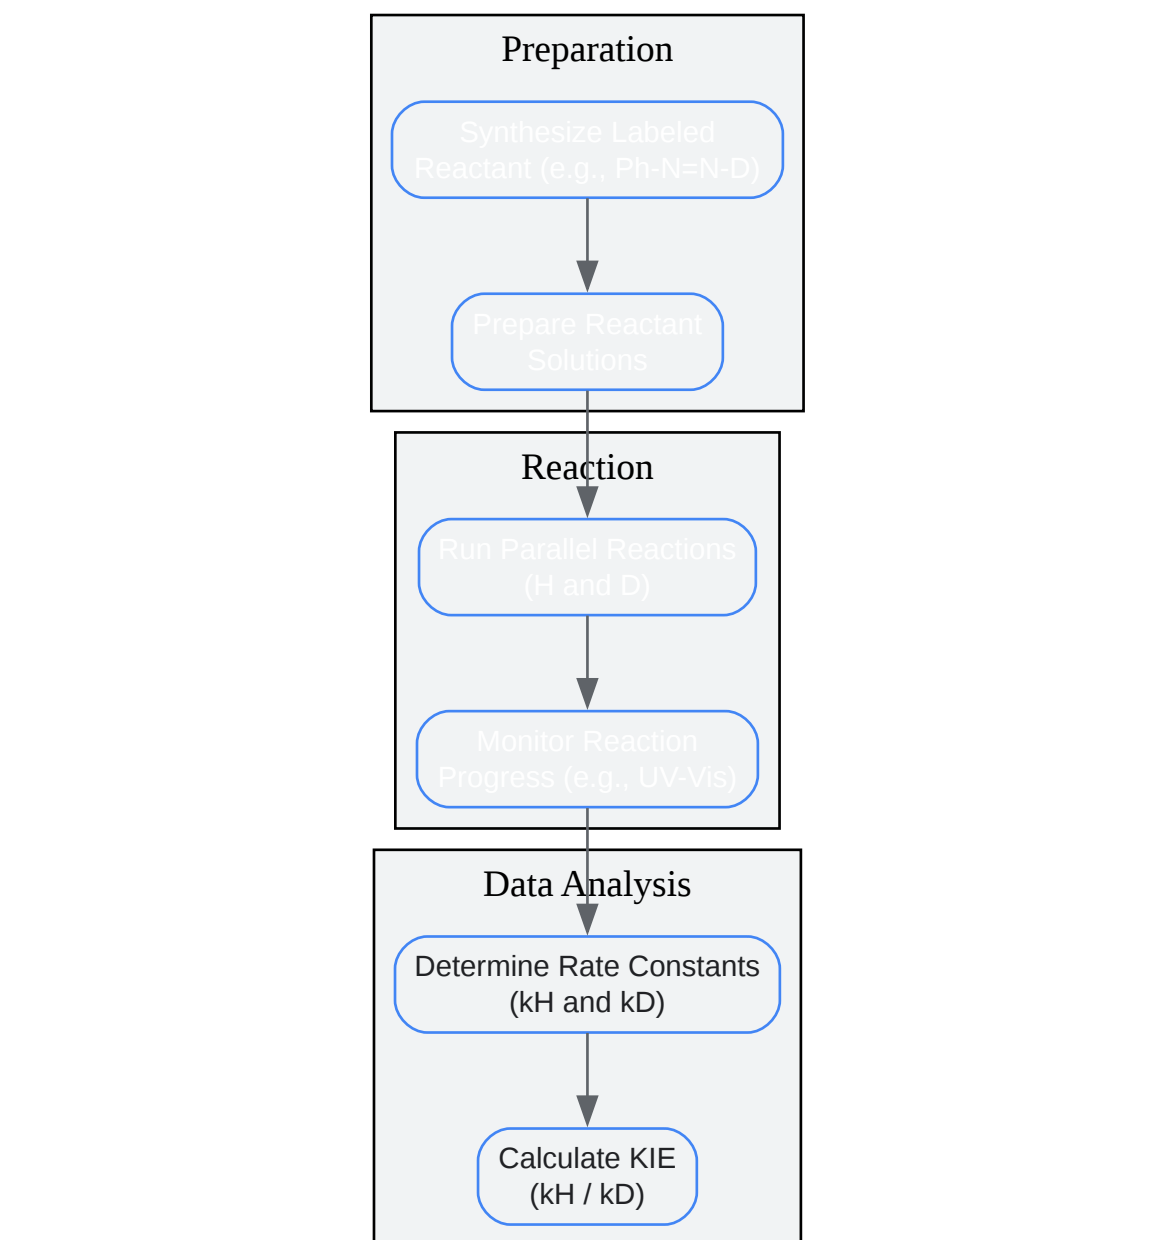 Preparation
Synthesize Labeled
Reactant (e.g., Ph-N=N-D)
Prepare Reactant
Solutions
Reaction
Run Parallel Reactions
(H and D)
Monitor Reaction
Progress (e.g., UV-Vis)
Data Analysis
Determine Rate Constants
(kH and kD)
Calculate KIE
(kH / kD)